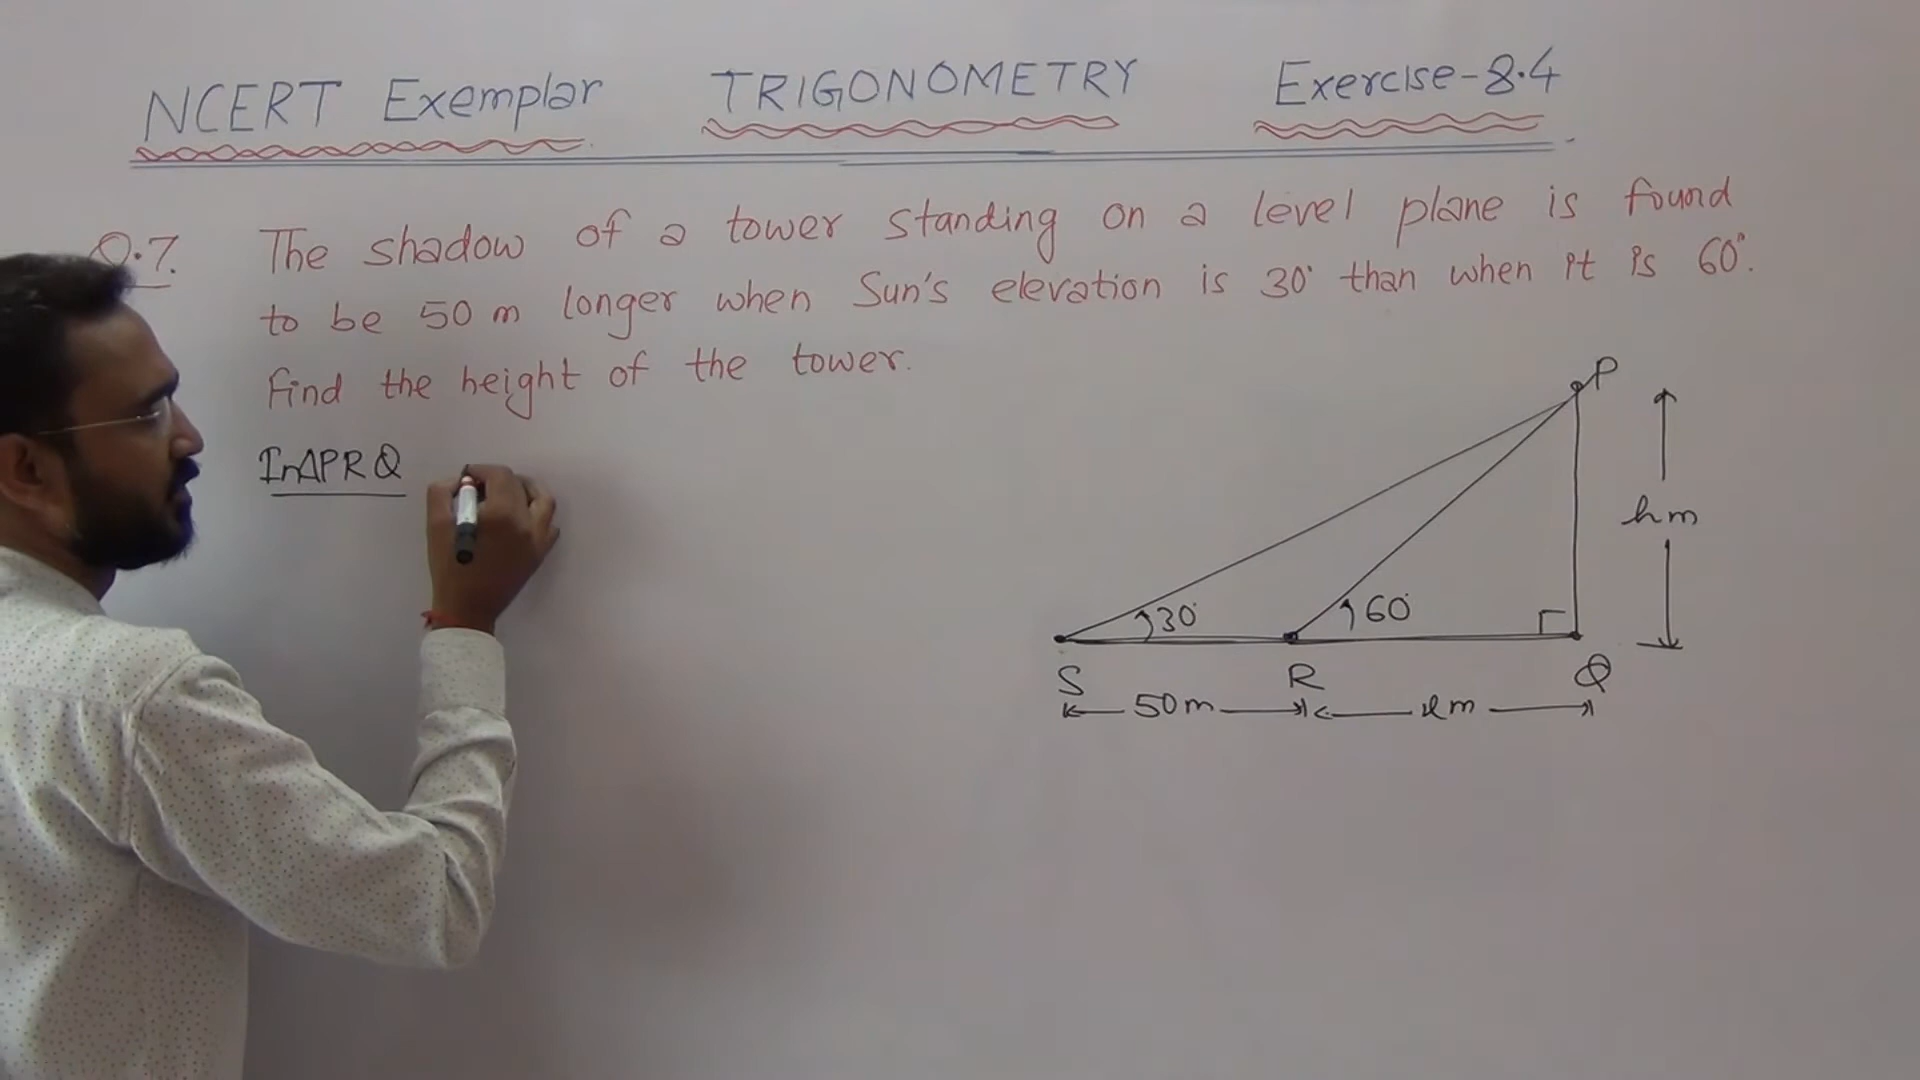 NCERT Exemplar TRIGONOMETRY Exercise-8.4
Q.7. The shadow of a tower standing on a level plane is found
to be 50 m longer when Sun's elevation is 30° than when it is 60°.
Find the height of the tower.
In ΔPRQ
P
h m
30°
60°
S
R
Q
50 m
x m